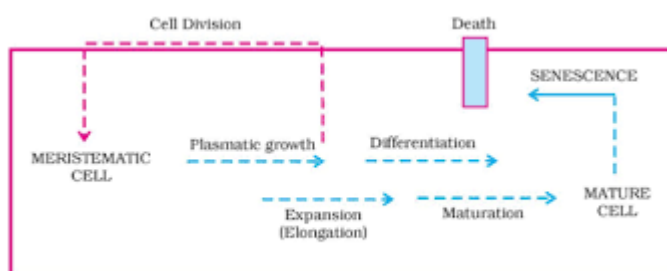 Cell Division
Death
SENESCENCE
Plasmatic growth
Differentiation
MERISTEMATIC
CELL
MATURE
CELL
Expansion
(Elongation)
Maturation